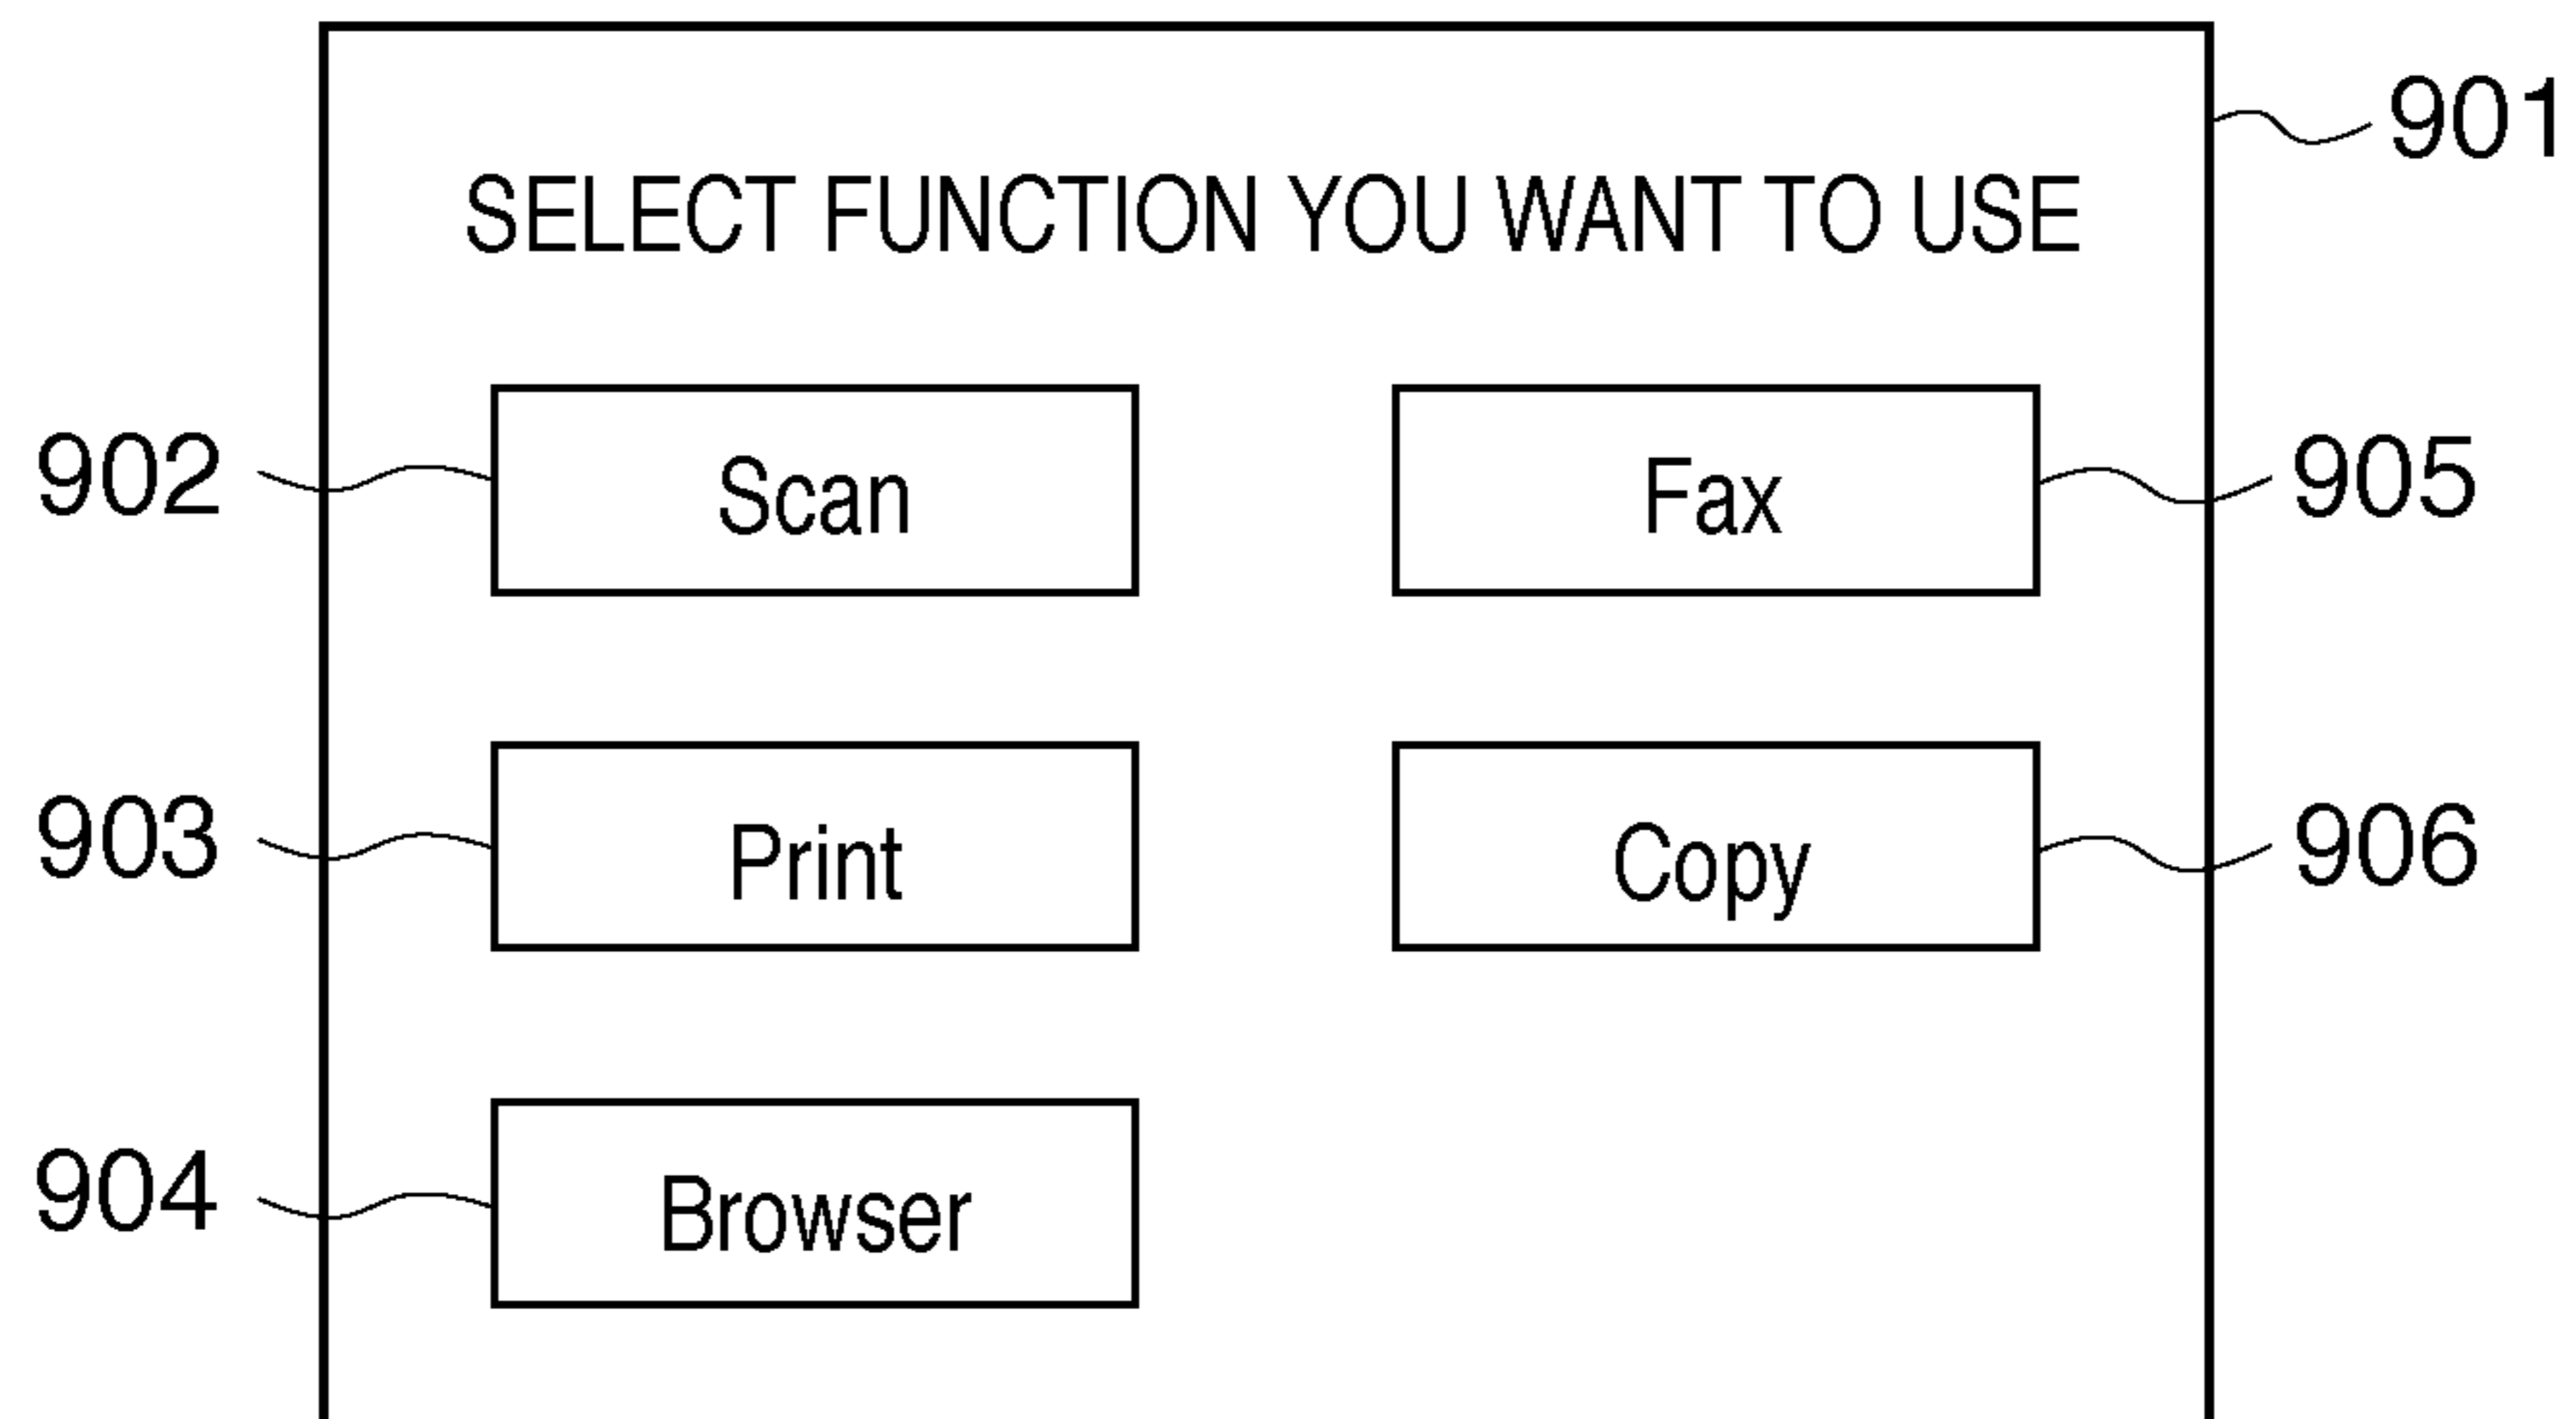 901
SELECT FUNCTION YOU WANT TO USE
902 Scan Fax 905
903 Print Copy 906
904 Browser